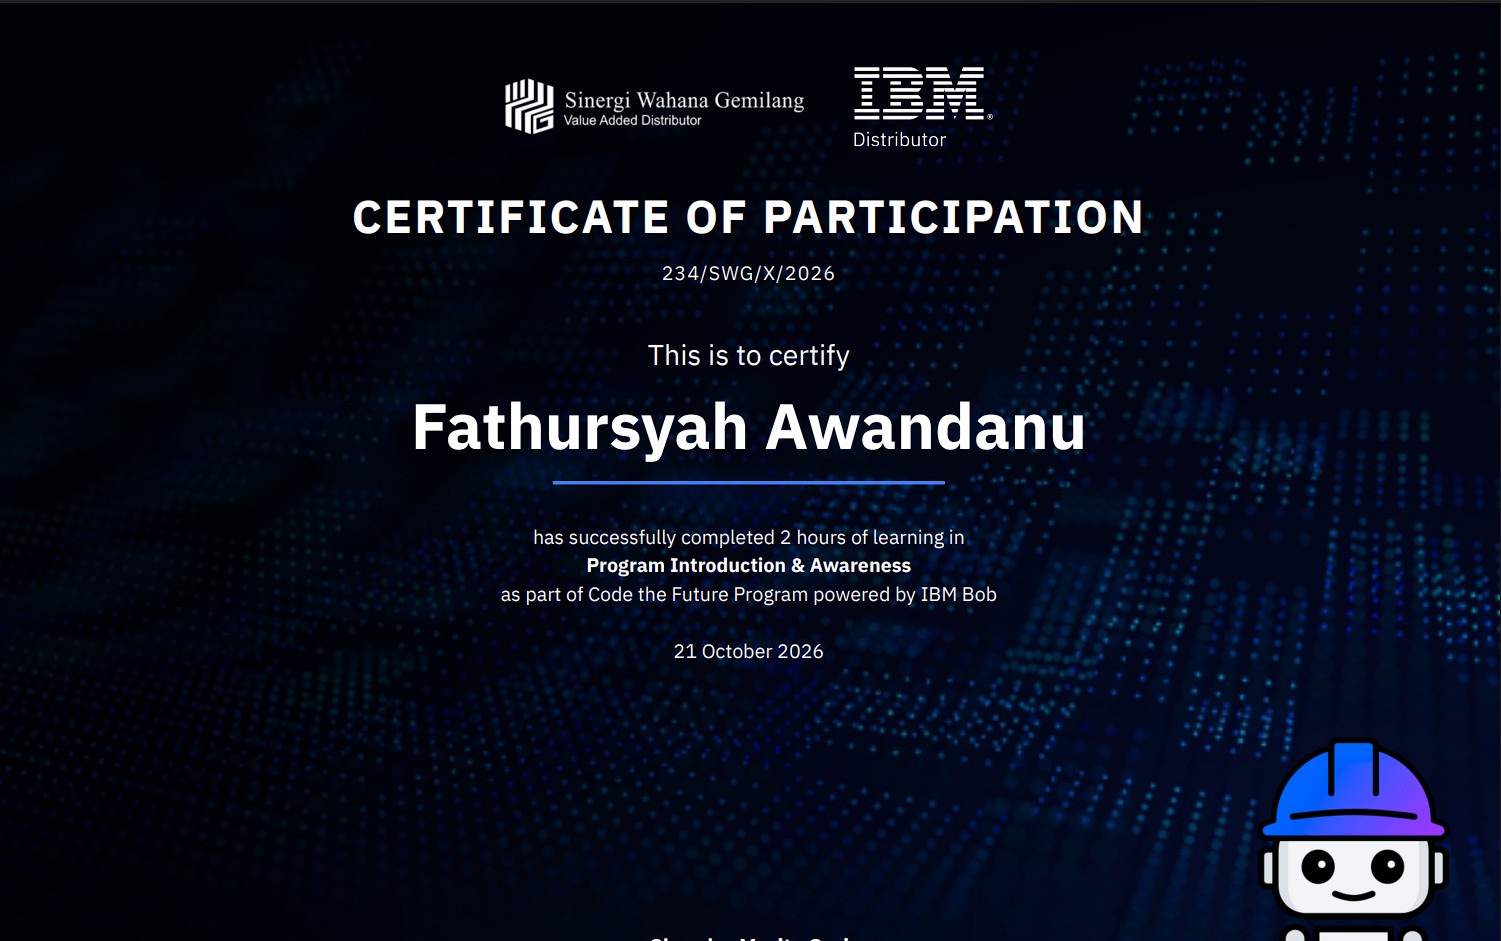 Sinergi Wahana Gemilang
Value Added Distributor
IBM®
Distributor
CERTIFICATE OF PARTICIPATION
234/SWG/X/2026
This is to certify
Fathursyah Awandanu
has successfully completed 2 hours of learning in
Program Introduction & Awareness
as part of Code the Future Program powered by IBM Bob
21 October 2026